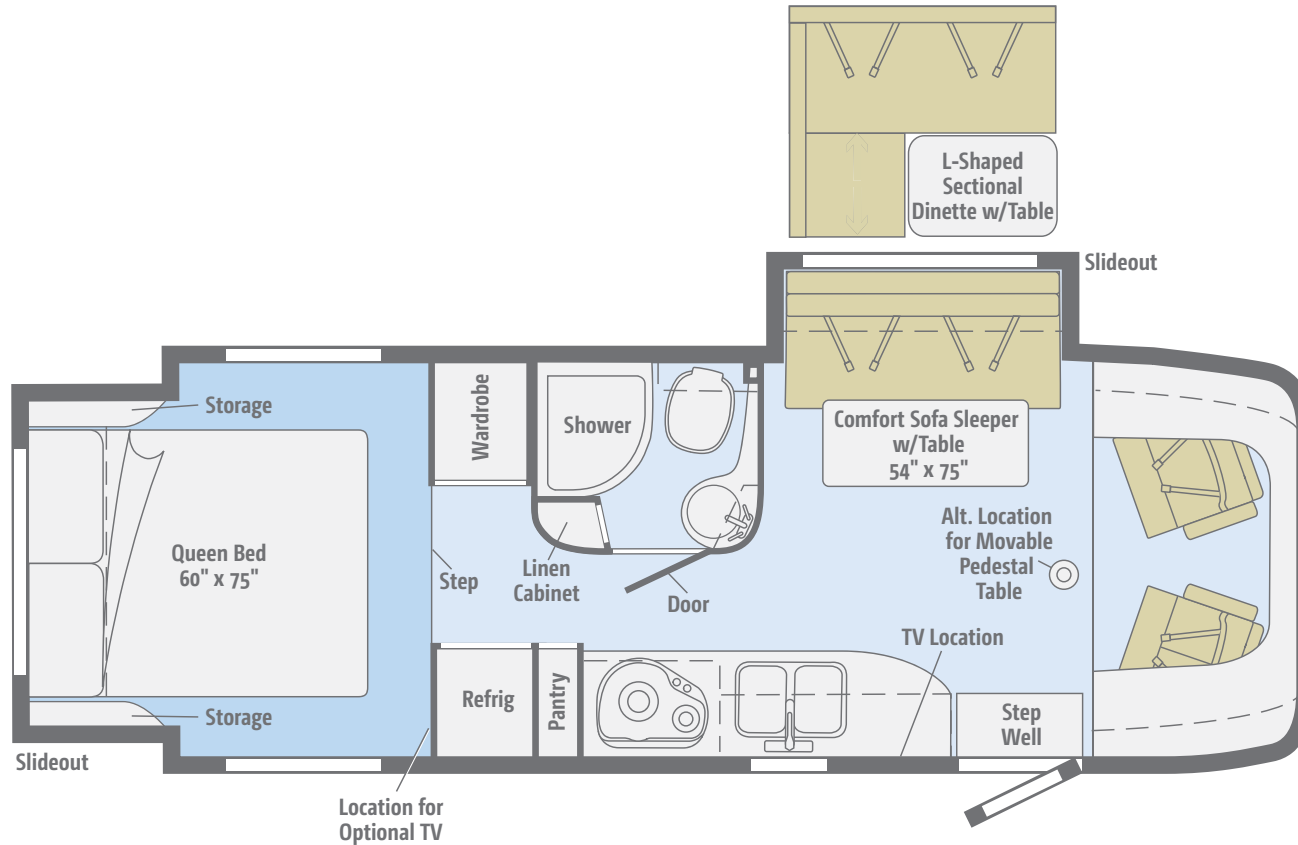 L-Shaped
Sectional
Dinette w/Table
Slideout
Storage
Wardrobe
Shower
Comfort Sofa Sleeper
w/Table
54" x 75"
Queen Bed
60" x 75"
Step
Linen
Cabinet
Door
Alt. Location
for Movable
Pedestal
Table
TV Location
Refrig
Pantry
Step
Well
Storage
Slideout
Location for
Optional TV